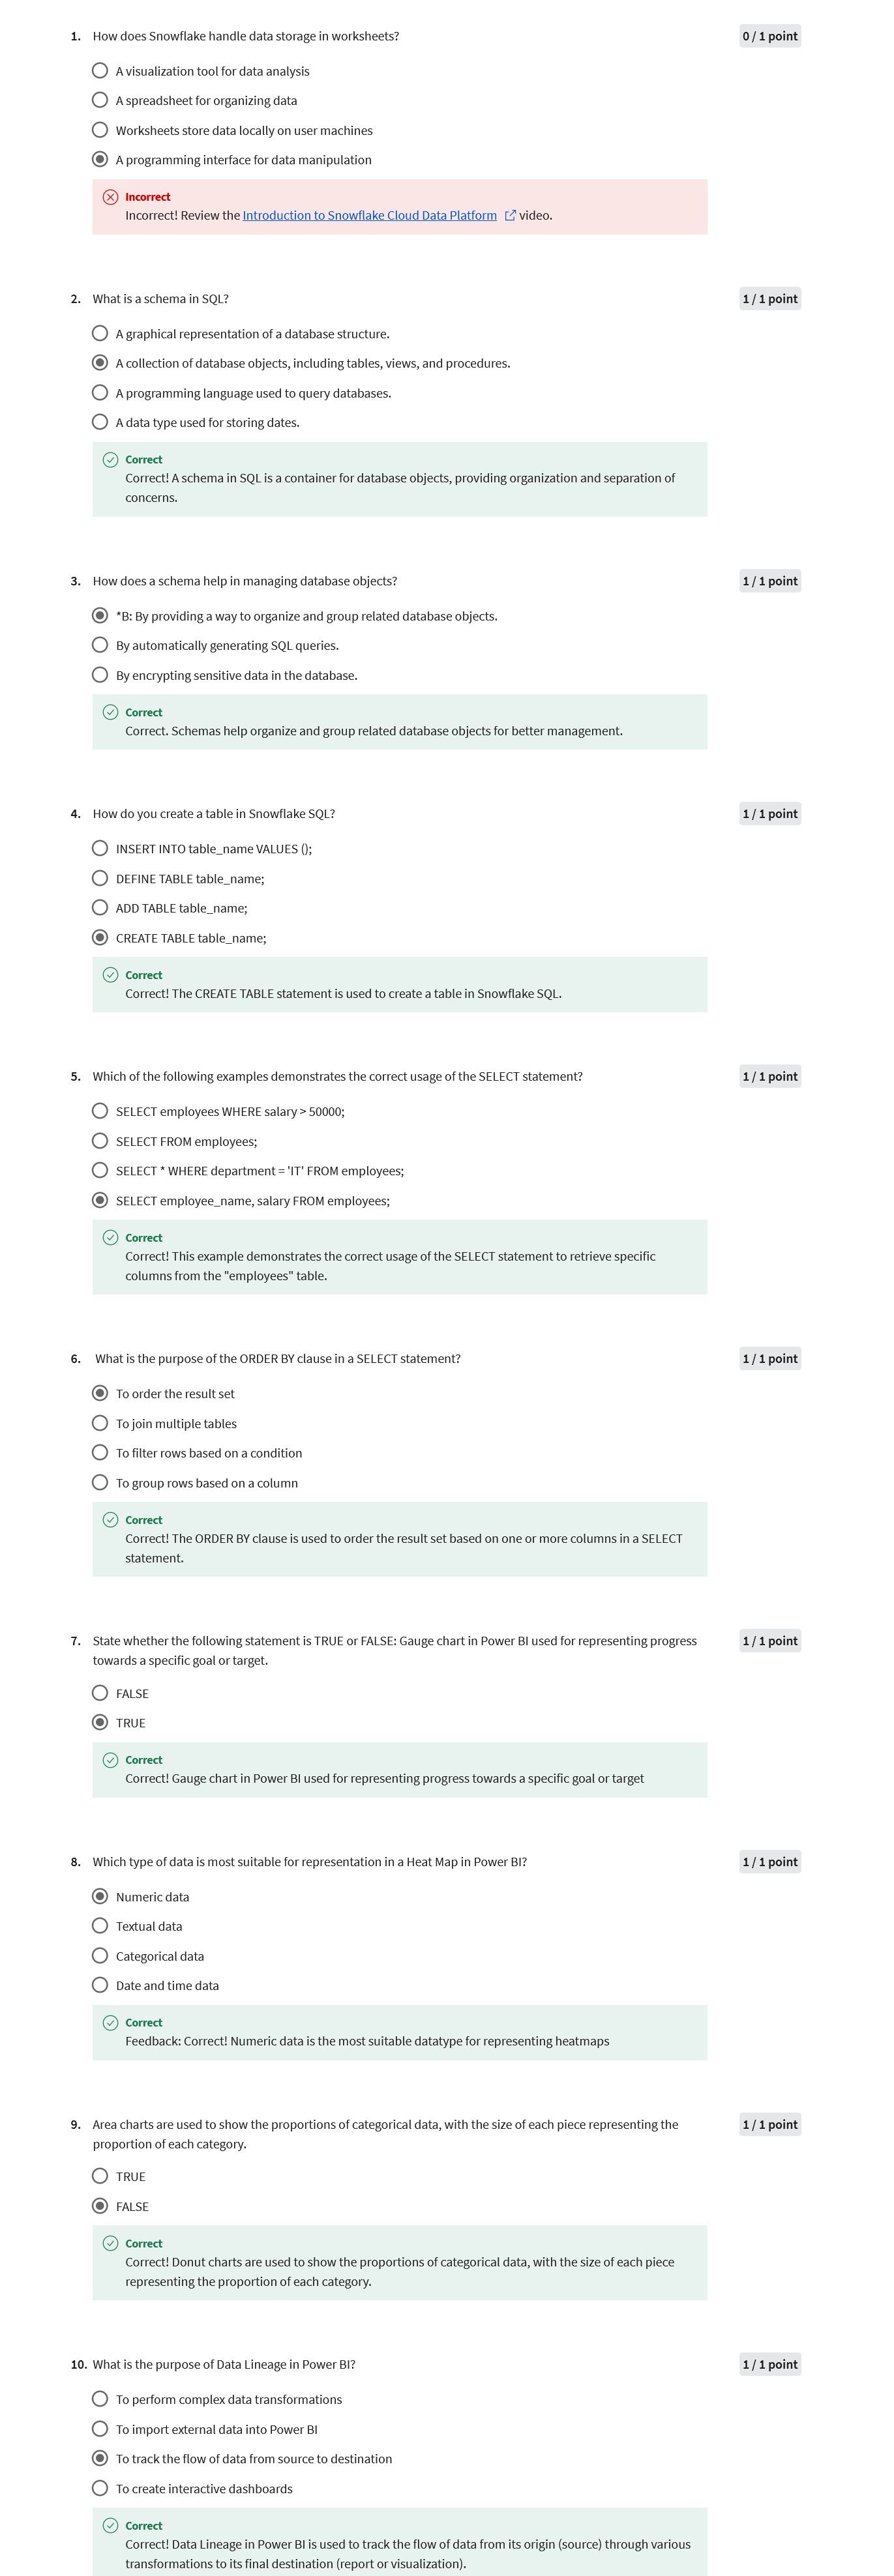 1. How does Snowflake handle data storage in worksheets? 0 / 1 point
A visualization tool for data analysis
A spreadsheet for organizing data
Worksheets store data locally on user machines
A programming interface for data manipulation
Incorrect
Incorrect! Review the Introduction to Snowflake Cloud Data Platform video.
2. What is a schema in SQL? 1 / 1 point
A graphical representation of a database structure.
A collection of database objects, including tables, views, and procedures.
A programming language used to query databases.
A data type used for storing dates.
Correct
Correct! A schema in SQL is a container for database objects, providing organization and separation of
concerns.
3. How does a schema help in managing database objects? 1 / 1 point
*B: By providing a way to organize and group related database objects.
By automatically generating SQL queries.
By encrypting sensitive data in the database.
Correct
Correct. Schemas help organize and group related database objects for better management.
4. How do you create a table in Snowflake SQL? 1 / 1 point
INSERT INTO table_name VALUES ();
DEFINE TABLE table_name;
ADD TABLE table_name;
CREATE TABLE table_name;
Correct
Correct! The CREATE TABLE statement is used to create a table in Snowflake SQL.
5. Which of the following examples demonstrates the correct usage of the SELECT statement? 1 / 1 point
SELECT employees WHERE salary > 50000;
SELECT FROM employees;
SELECT * WHERE department = 'IT' FROM employees;
SELECT employee_name, salary FROM employees;
Correct
Correct! This example demonstrates the correct usage of the SELECT statement to retrieve specific
columns from the "employees" table.
6. What is the purpose of the ORDER BY clause in a SELECT statement? 1 / 1 point
To order the result set
To join multiple tables
To filter rows based on a condition
To group rows based on a column
Correct
Correct! The ORDER BY clause is used to order the result set based on one or more columns in a SELECT
statement.
7. State whether the following statement is TRUE or FALSE: Gauge chart in Power BI used for representing progress 1 / 1 point
towards a specific goal or target.
FALSE
TRUE
Correct
Correct! Gauge chart in Power BI used for representing progress towards a specific goal or target
8. Which type of data is most suitable for representation in a Heat Map in Power BI? 1 / 1 point
Numeric data
Textual data
Categorical data
Date and time data
Correct
Feedback: Correct! Numeric data is the most suitable datatype for representing heatmaps
9. Area charts are used to show the proportions of categorical data, with the size of each piece representing the 1 / 1 point
proportion of each category.
TRUE
FALSE
Correct
Correct! Donut charts are used to show the proportions of categorical data, with the size of each piece
representing the proportion of each category.
10. What is the purpose of Data Lineage in Power BI? 1 / 1 point
To perform complex data transformations
To import external data into Power BI
To track the flow of data from source to destination
To create interactive dashboards
Correct
Correct! Data Lineage in Power BI is used to track the flow of data from its origin (source) through various
transformations to its final destination (report or visualization).